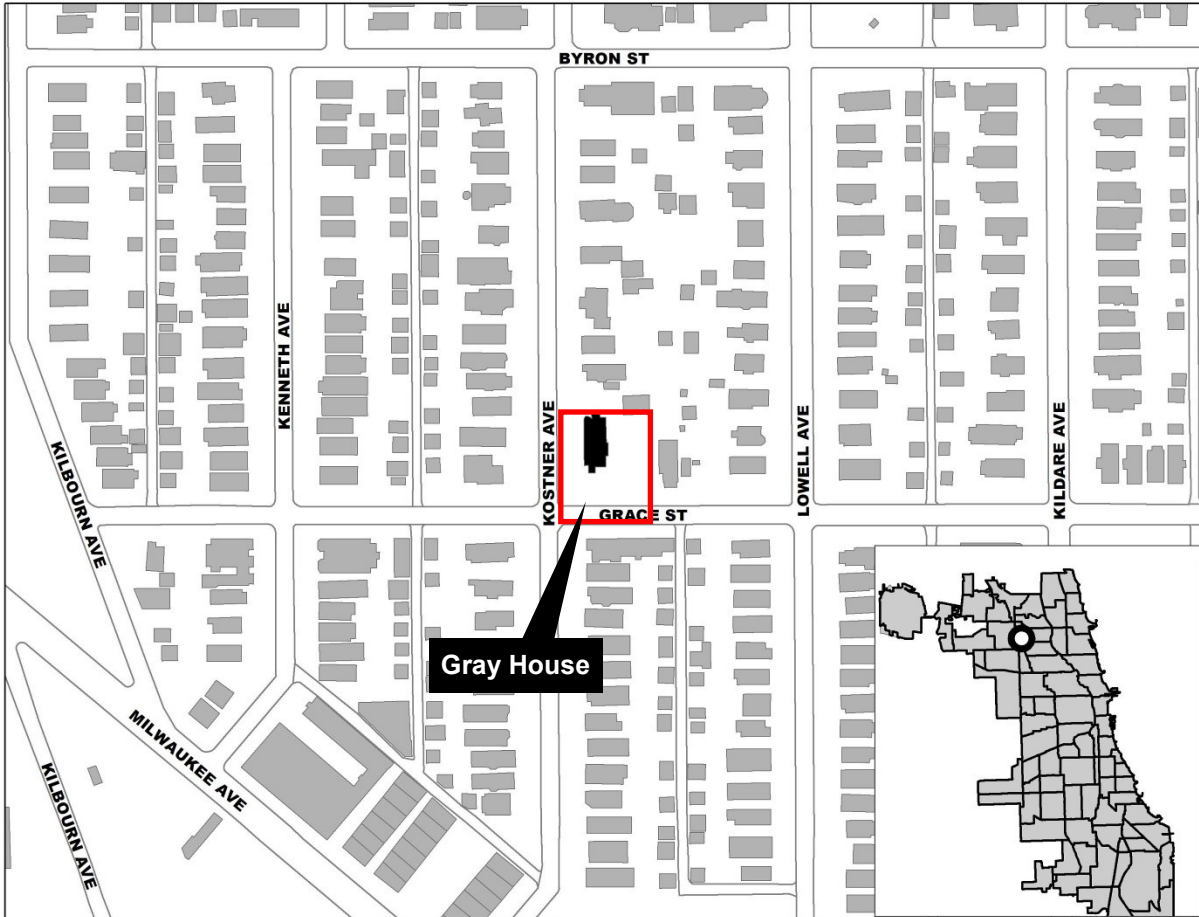 BYRON ST
KENNETH AVE
KOSTNER AVE
LOWELL AVE
KILDARE AVE
KILBOURN AVE
GRACE ST
Gray House
MILWAUKEE AVE
KILBOURN AVE